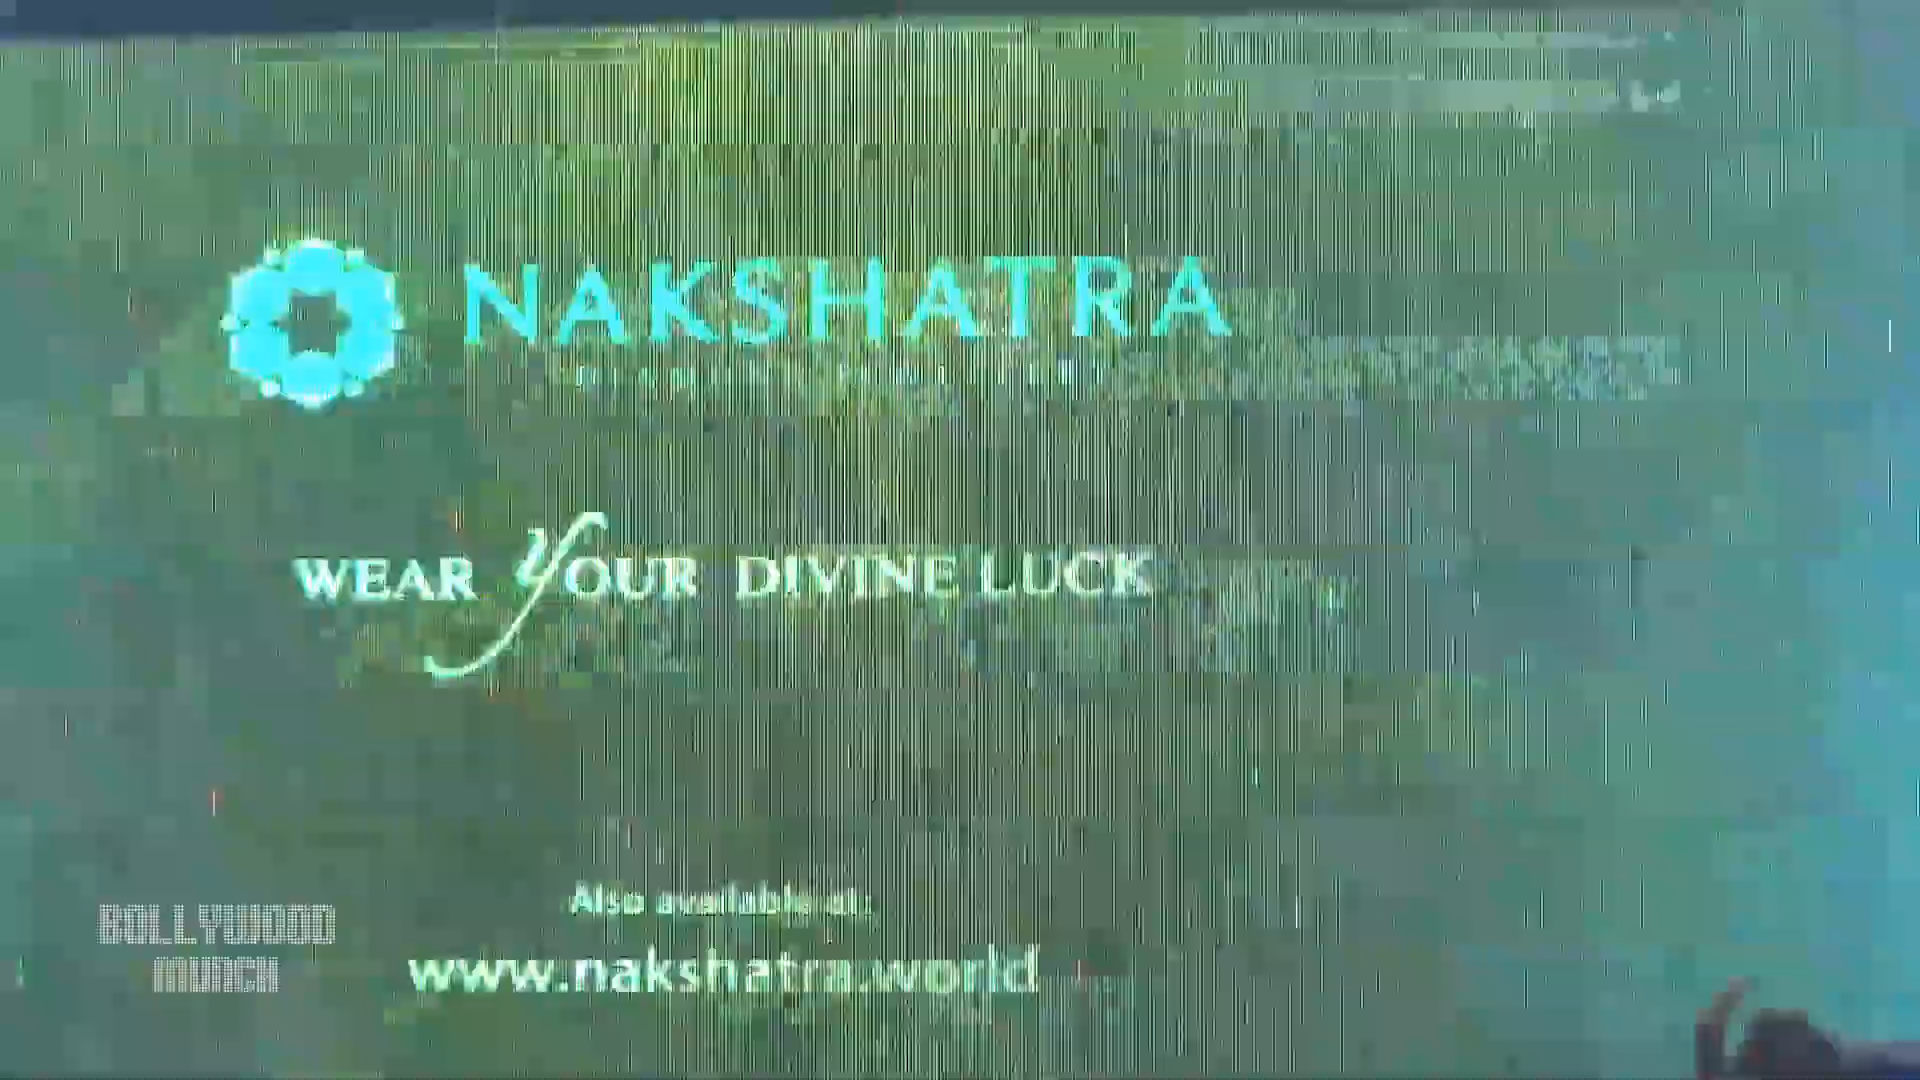 NAKSHATRA
WEAR YOUR DIVINE LUCK
Also available at:
www.nakshatra.world
BOLLYWOOD
MUNCH